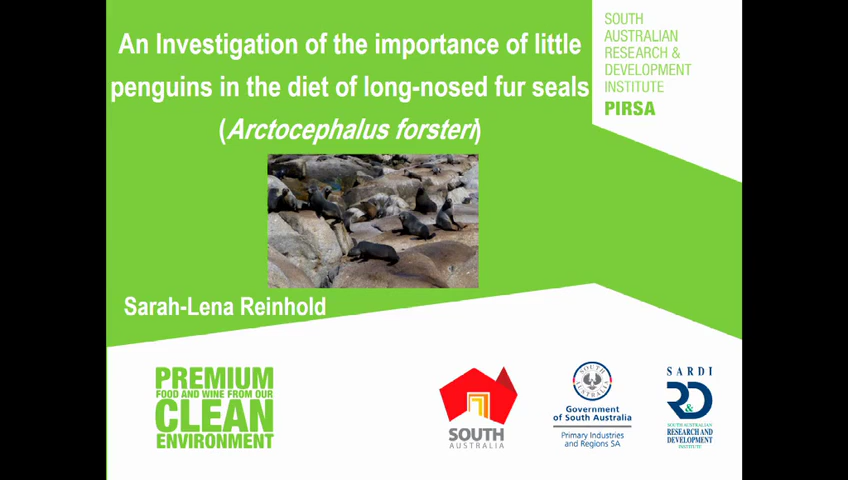 An Investigation of the importance of little
penguins in the diet of long-nosed fur seals
(Arctocephalus forsteri)
SOUTH
AUSTRALIAN
RESEARCH &
DEVELOPMENT
INSTITUTE
PIRSA
Sarah-Lena Reinhold
PREMIUM
FOOD AND WINE FROM OUR
CLEAN
ENVIRONMENT
SOUTH
AUSTRALIA
SOUTH
AUSTRALIA
Government
of South Australia
Primary Industries
and Regions SA
SARDI
R&D
SOUTH AUSTRALIAN
RESEARCH AND
DEVELOPMENT
INSTITUTE